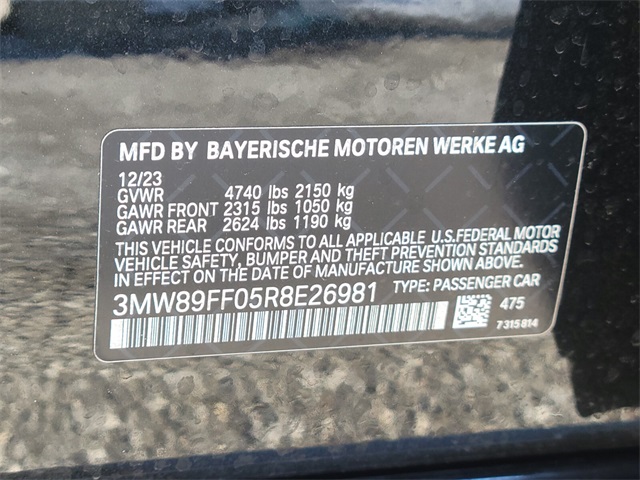 MFD BY BAYERISCHE MOTOREN WERKE AG
12/23
GVWR 4740 lbs 2150 kg
GAWR FRONT 2315 lbs 1050 kg
GAWR REAR 2624 lbs 1190 kg
THIS VEHICLE CONFORMS TO ALL APPLICABLE U.S.FEDERAL MOTOR
VEHICLE SAFETY, BUMPER AND THEFT PREVENTION STANDARDS
IN EFFECT ON THE DATE OF MANUFACTURE SHOWN ABOVE.
3MW89FF05R8E26981 TYPE: PASSENGER CAR
475
7315814